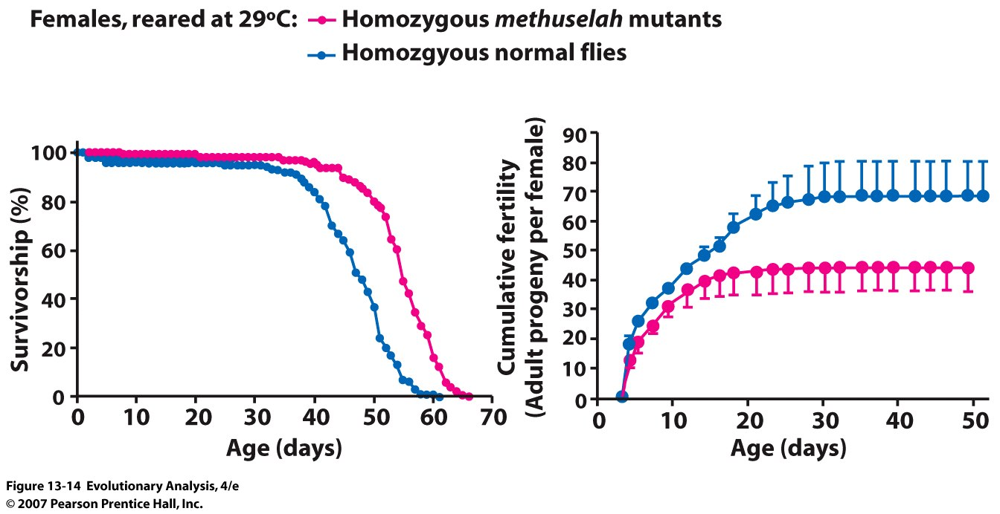 Females, reared at 29ºC:
Homozygous methuselah mutants
Homozgyous normal flies
Survivorship (%)
100
80
60
40
20
0
0 10 20 30 40 50 60 70
Age (days)
Cumulative fertility
(Adult progeny per female)
90
80
70
60
50
40
30
20
10
0
0 10 20 30 40 50
Age (days)
Figure 13-14 Evolutionary Analysis, 4/e
© 2007 Pearson Prentice Hall, Inc.